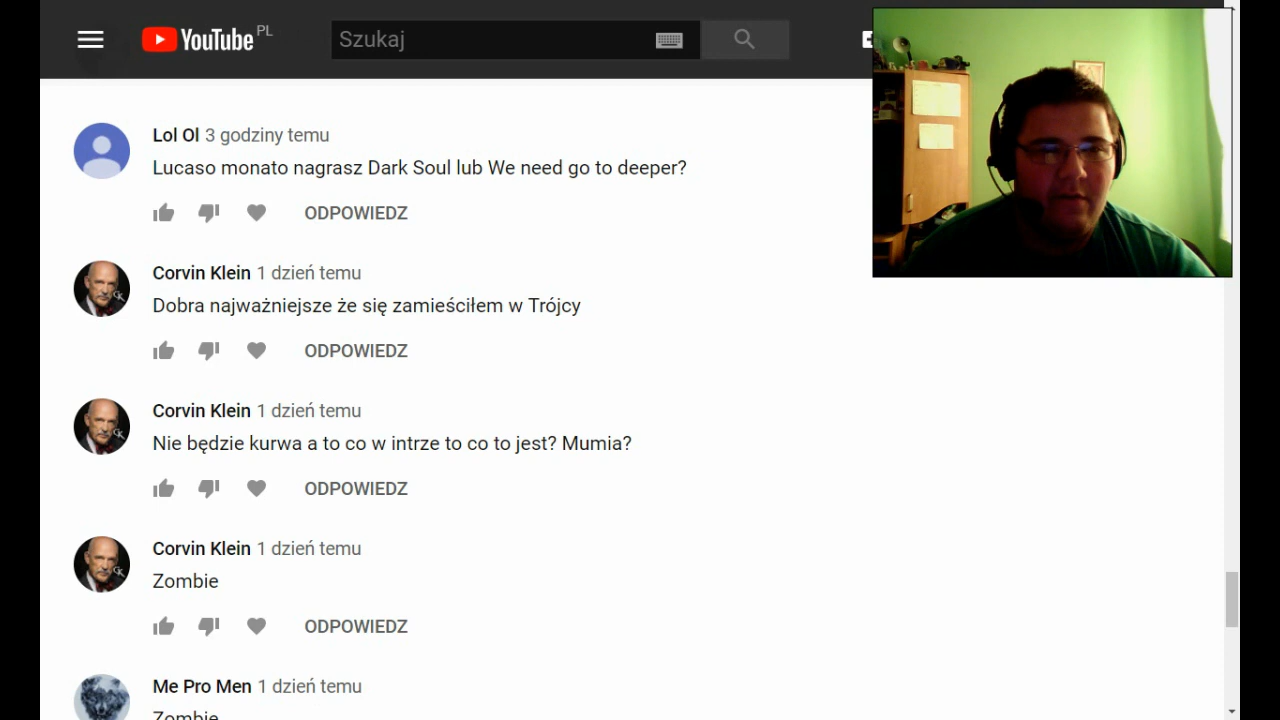 YouTube PL
Szukaj
Lol Ol 3 godziny temu
Lucaso monato nagrasz Dark Soul lub We need go to deeper?
ODPOWIEDZ
Corvin Klein 1 dzień temu
Dobra najważniejsze że się zamieściłem w Trójcy
ODPOWIEDZ
Corvin Klein 1 dzień temu
Nie będzie kurwa a to co w intrze to co to jest? Mumia?
ODPOWIEDZ
Corvin Klein 1 dzień temu
Zombie
ODPOWIEDZ
Me Pro Men 1 dzień temu
Zombie